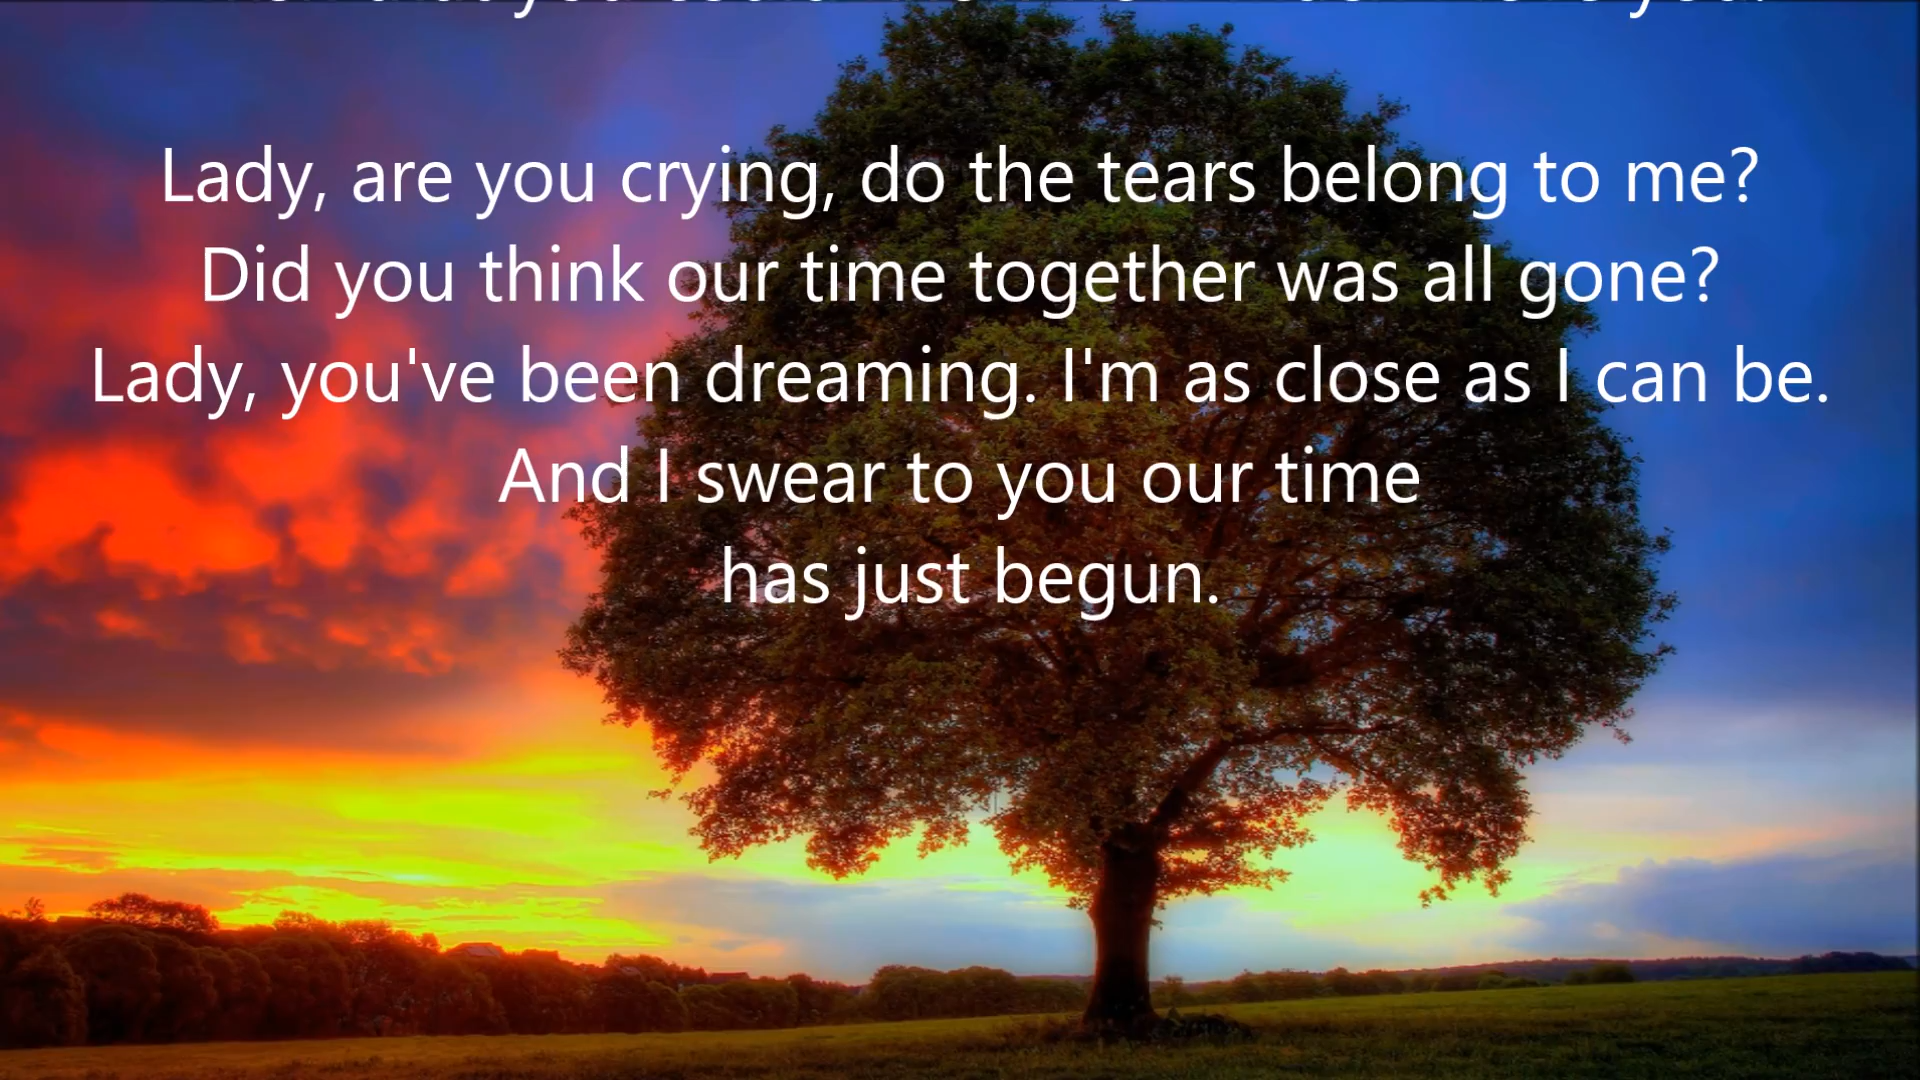 you
Lady, are you crying, do the tears belong to me?
Did you think our time together was all gone?
Lady, you've been dreaming. I'm as close as I can be.
And I swear to you our time
has just begun.